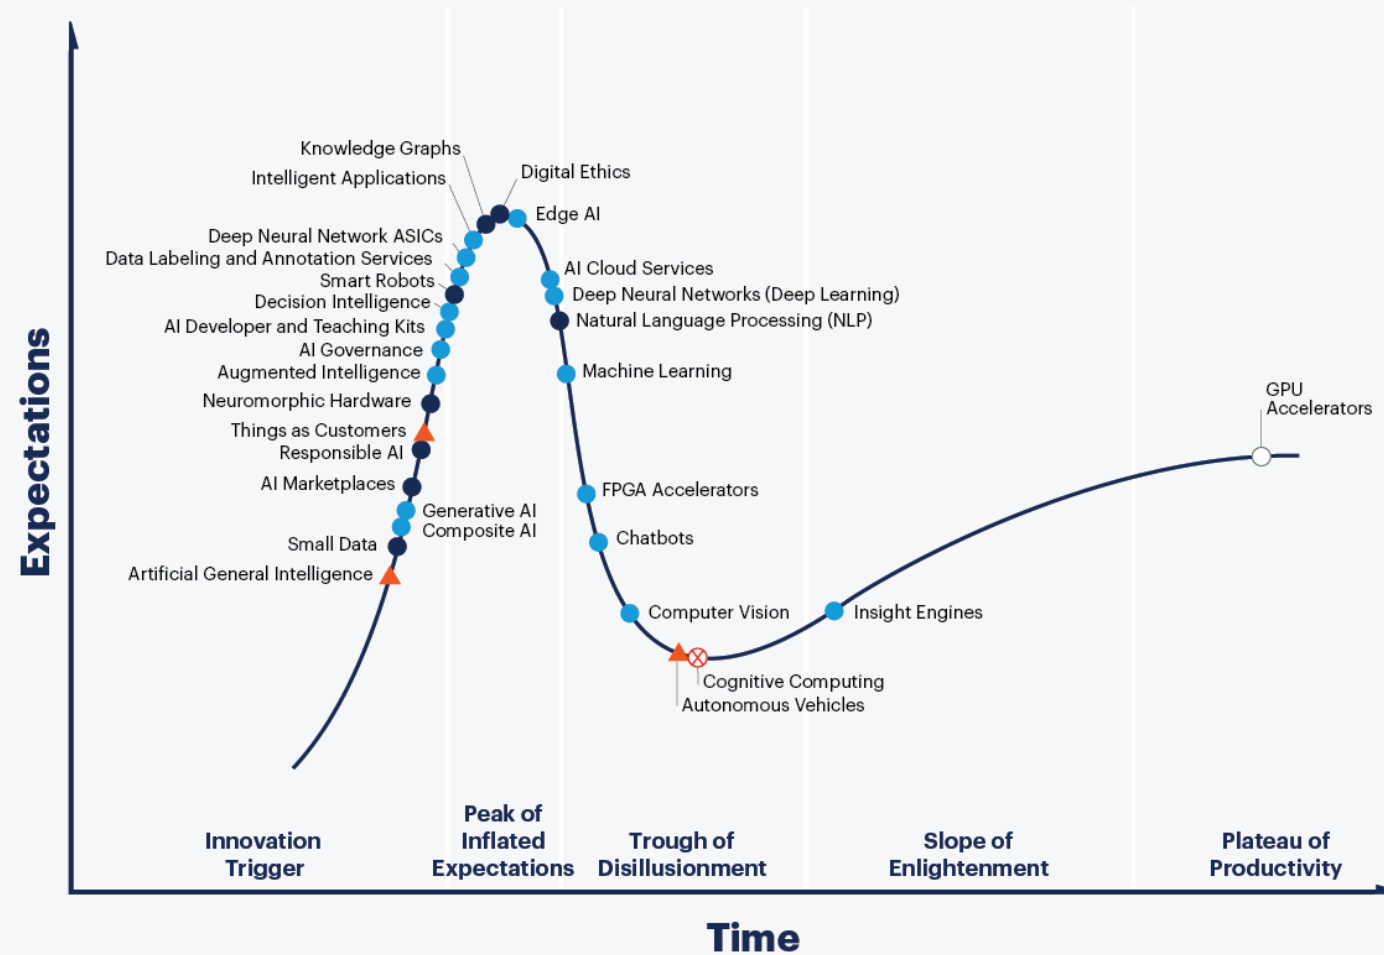 Expectations
Knowledge Graphs
Digital Ethics
Intelligent Applications
Edge AI
Deep Neural Network ASICs
Data Labeling and Annotation Services
AI Cloud Services
Smart Robots
Deep Neural Networks (Deep Learning)
Decision Intelligence
Natural Language Processing (NLP)
AI Developer and Teaching Kits
AI Governance
Augmented Intelligence
Machine Learning
GPU
Accelerators
Neuromorphic Hardware
Things as Customers
Responsible AI
AI Marketplaces
FPGA Accelerators
Generative AI
Composite AI
Chatbots
Small Data
Artificial General Intelligence
Computer Vision
Insight Engines
Cognitive Computing
Autonomous Vehicles
Innovation
Trigger
Peak of
Inflated
Expectations
Trough of
Disillusionment
Slope of
Enlightenment
Plateau of
Productivity
Time